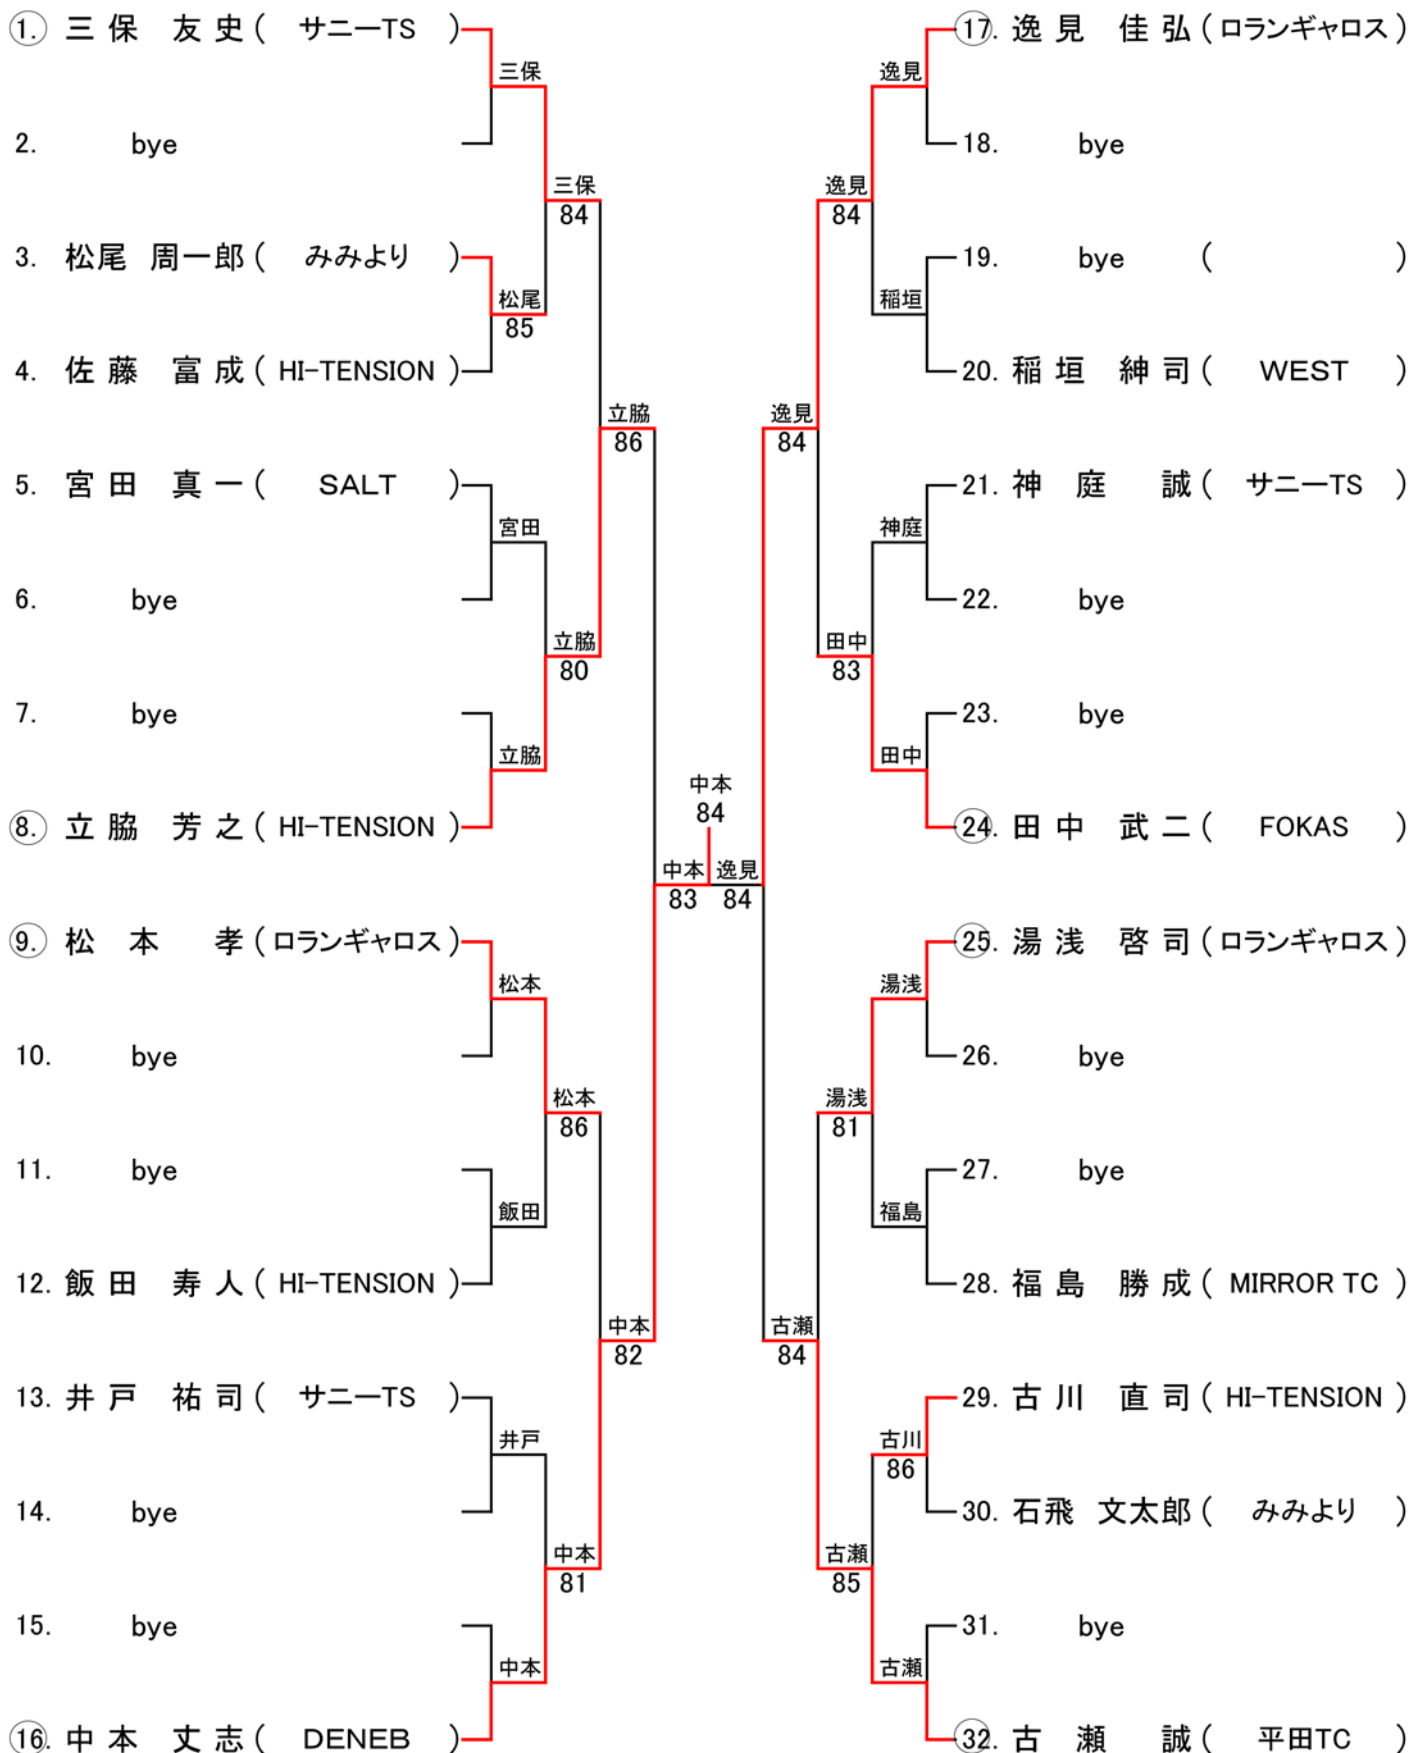 ①. 三保 友史 ( サニーTS )
三保
2. bye
三保
84
3. 松尾 周一郎 ( みみより )
松尾
85
4. 佐藤 富成 ( HI-TENSION )
立脇
86
5. 宮田 真一 ( SALT )
宮田
6. bye
立脇
80
7. bye
立脇
⑧. 立脇 芳之 ( HI-TENSION )
中本
83
⑨. 松本 孝 ( ロランギャロス )
松本
10. bye
松本
86
11. bye
飯田
12. 飯田 寿人 ( HI-TENSION )
中本
82
13. 井戸 祐司 ( サニーTS )
井戸
14. bye
中本
81
15. bye
中本
⑯. 中本 丈志 ( DENEB )
中本
84
⑰. 逸見 佳弘 ( ロランギャロス )
逸見
18. bye
逸見
84
19. bye ( )
稲垣
20. 稲垣 紳司 ( WEST )
逸見
84
21. 神庭 誠 ( サニーTS )
神庭
22. bye
田中
83
23. bye
田中
㉔. 田中 武二 ( FOKAS )
逸見
84
㉕. 湯浅 啓司 ( ロランギャロス )
湯浅
26. bye
湯浅
81
27. bye
福島
28. 福島 勝成 ( MIRROR TC )
古瀬
84
29. 古川 直司 ( HI-TENSION )
古川
86
30. 石飛 文太郎 ( みみより )
古瀬
85
31. bye
古瀬
㉜. 古瀬 誠 ( 平田TC )